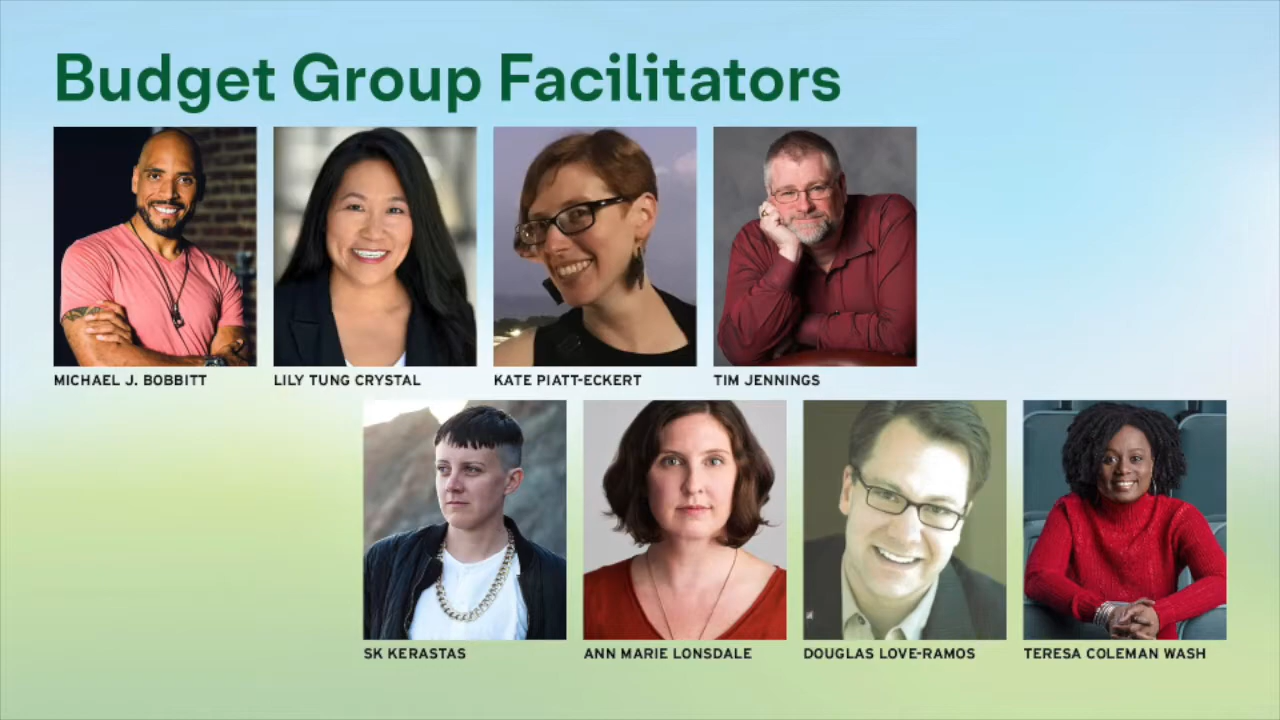 Budget Group Facilitators
MICHAEL J. BOBBITT
LILY TUNG CRYSTAL
KATE PIATT-ECKERT
TIM JENNINGS
SK KERASTAS
ANN MARIE LONSDALE
DOUGLAS LOVE-RAMOS
TERESA COLEMAN WASH